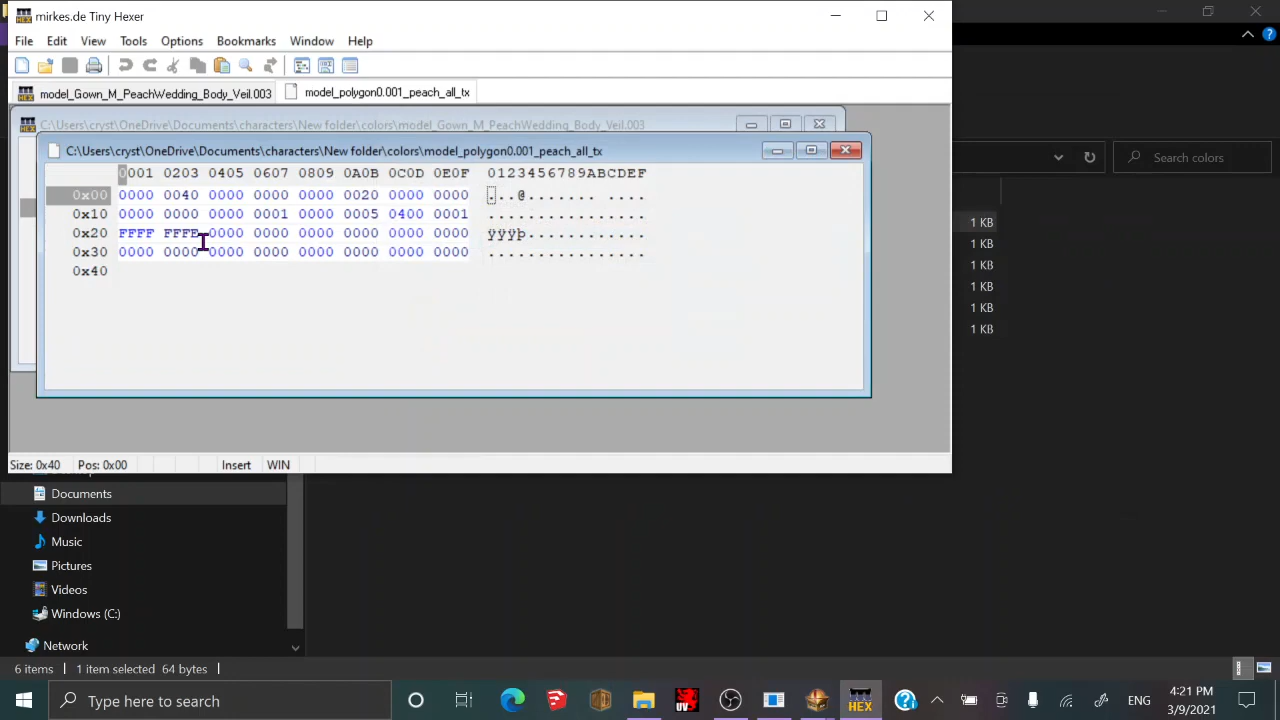 mirkes.de Tiny Hexer
File Edit View Tools Options Bookmarks Window Help
model_Gown_M_PeachWedding_Body_Veil.003 model_polygon0.001_peach_all_tx
C:\Users\cryst\OneDrive\Documents\characters\New folder\colors\model_Gown_M_PeachWedding_Body_Veil.003
C:\Users\cryst\OneDrive\Documents\characters\New folder\colors\model_polygon0.001_peach_all_tx
0001 0203 0405 0607 0809 0A0B 0C0D 0E0F 0123456789ABCDEF
0x00 0000 0040 0000 0000 0000 0020 0000 0000 ...@....... ....
0x10 0000 0000 0000 0001 0000 0005 0400 0001 ................
0x20 FFFF FFFE 0000 0000 0000 0000 0000 0000 ÿÿÿþ............
0x30 0000 0000 0000 0000 0000 0000 0000 0000 ................
0x40
Size: 0x40 Pos: 0x00 Insert WIN
Search colors
1 KB
1 KB
1 KB
1 KB
1 KB
Documents
Downloads
Music
Pictures
Videos
Windows (C:)
Network
6 items 1 item selected 64 bytes
Type here to search
UV
HEX
ENG
4:21 PM
3/9/2021